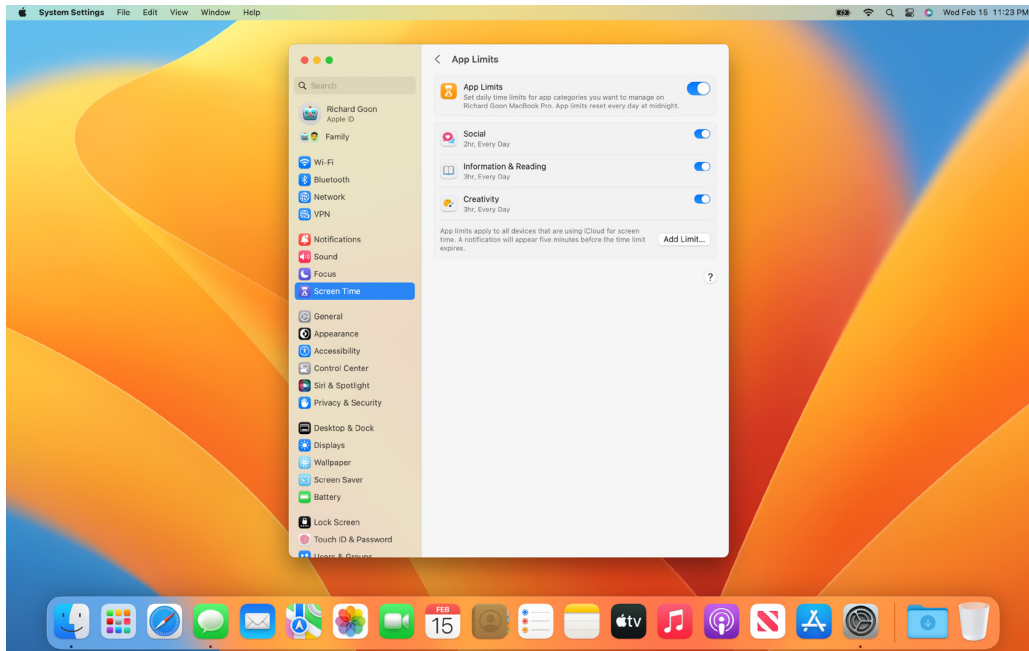 System Settings File Edit View Window Help
Wed Feb 15 11:23 PM
Search
Richard Goon
Apple ID
Family
Wi-Fi
Bluetooth
Network
VPN
Notifications
Sound
Focus
Screen Time
General
Appearance
Accessibility
Control Center
Siri & Spotlight
Privacy & Security
Desktop & Dock
Displays
Wallpaper
Screen Saver
Battery
Lock Screen
Touch ID & Password
Users & Groups
App Limits
App Limits
Set daily time limits for app categories you want to manage on
Richard Goon MacBook Pro. App limits reset every day at midnight.
Social
2hr, Every Day
Information & Reading
3hr, Every Day
Creativity
3hr, Every Day
App limits apply to all devices that are using iCloud for screen
time. A notification will appear five minutes before the time limit
expires.
Add Limit...
?
FEB
15
tv